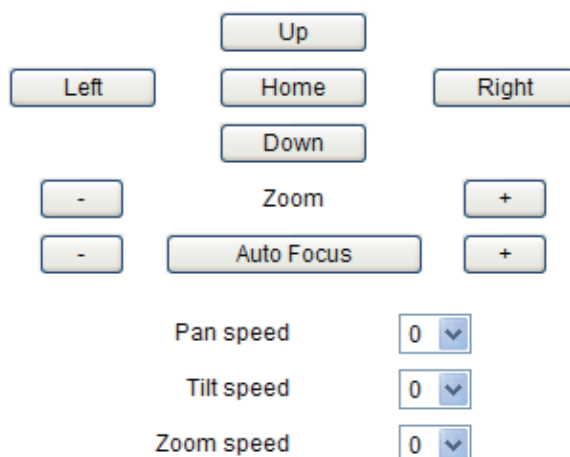 Up
Left Home Right
Down
- Zoom +
- Auto Focus +
Pan speed 0
Tilt speed 0
Zoom speed 0